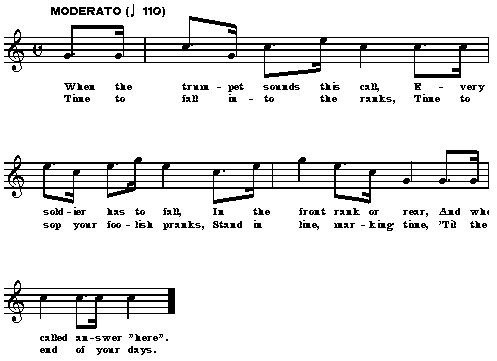 MODERATO (♩ 110)
When the trum-pet sounds this call, E-very
Time to fall in-to the ranks, Time to
sold-ier has to fall, In the front rank or rear, And whe
sop your foo-lish pranks, Stand in line, mar-king time, "Til the
called an-swer "here".
end of your days.